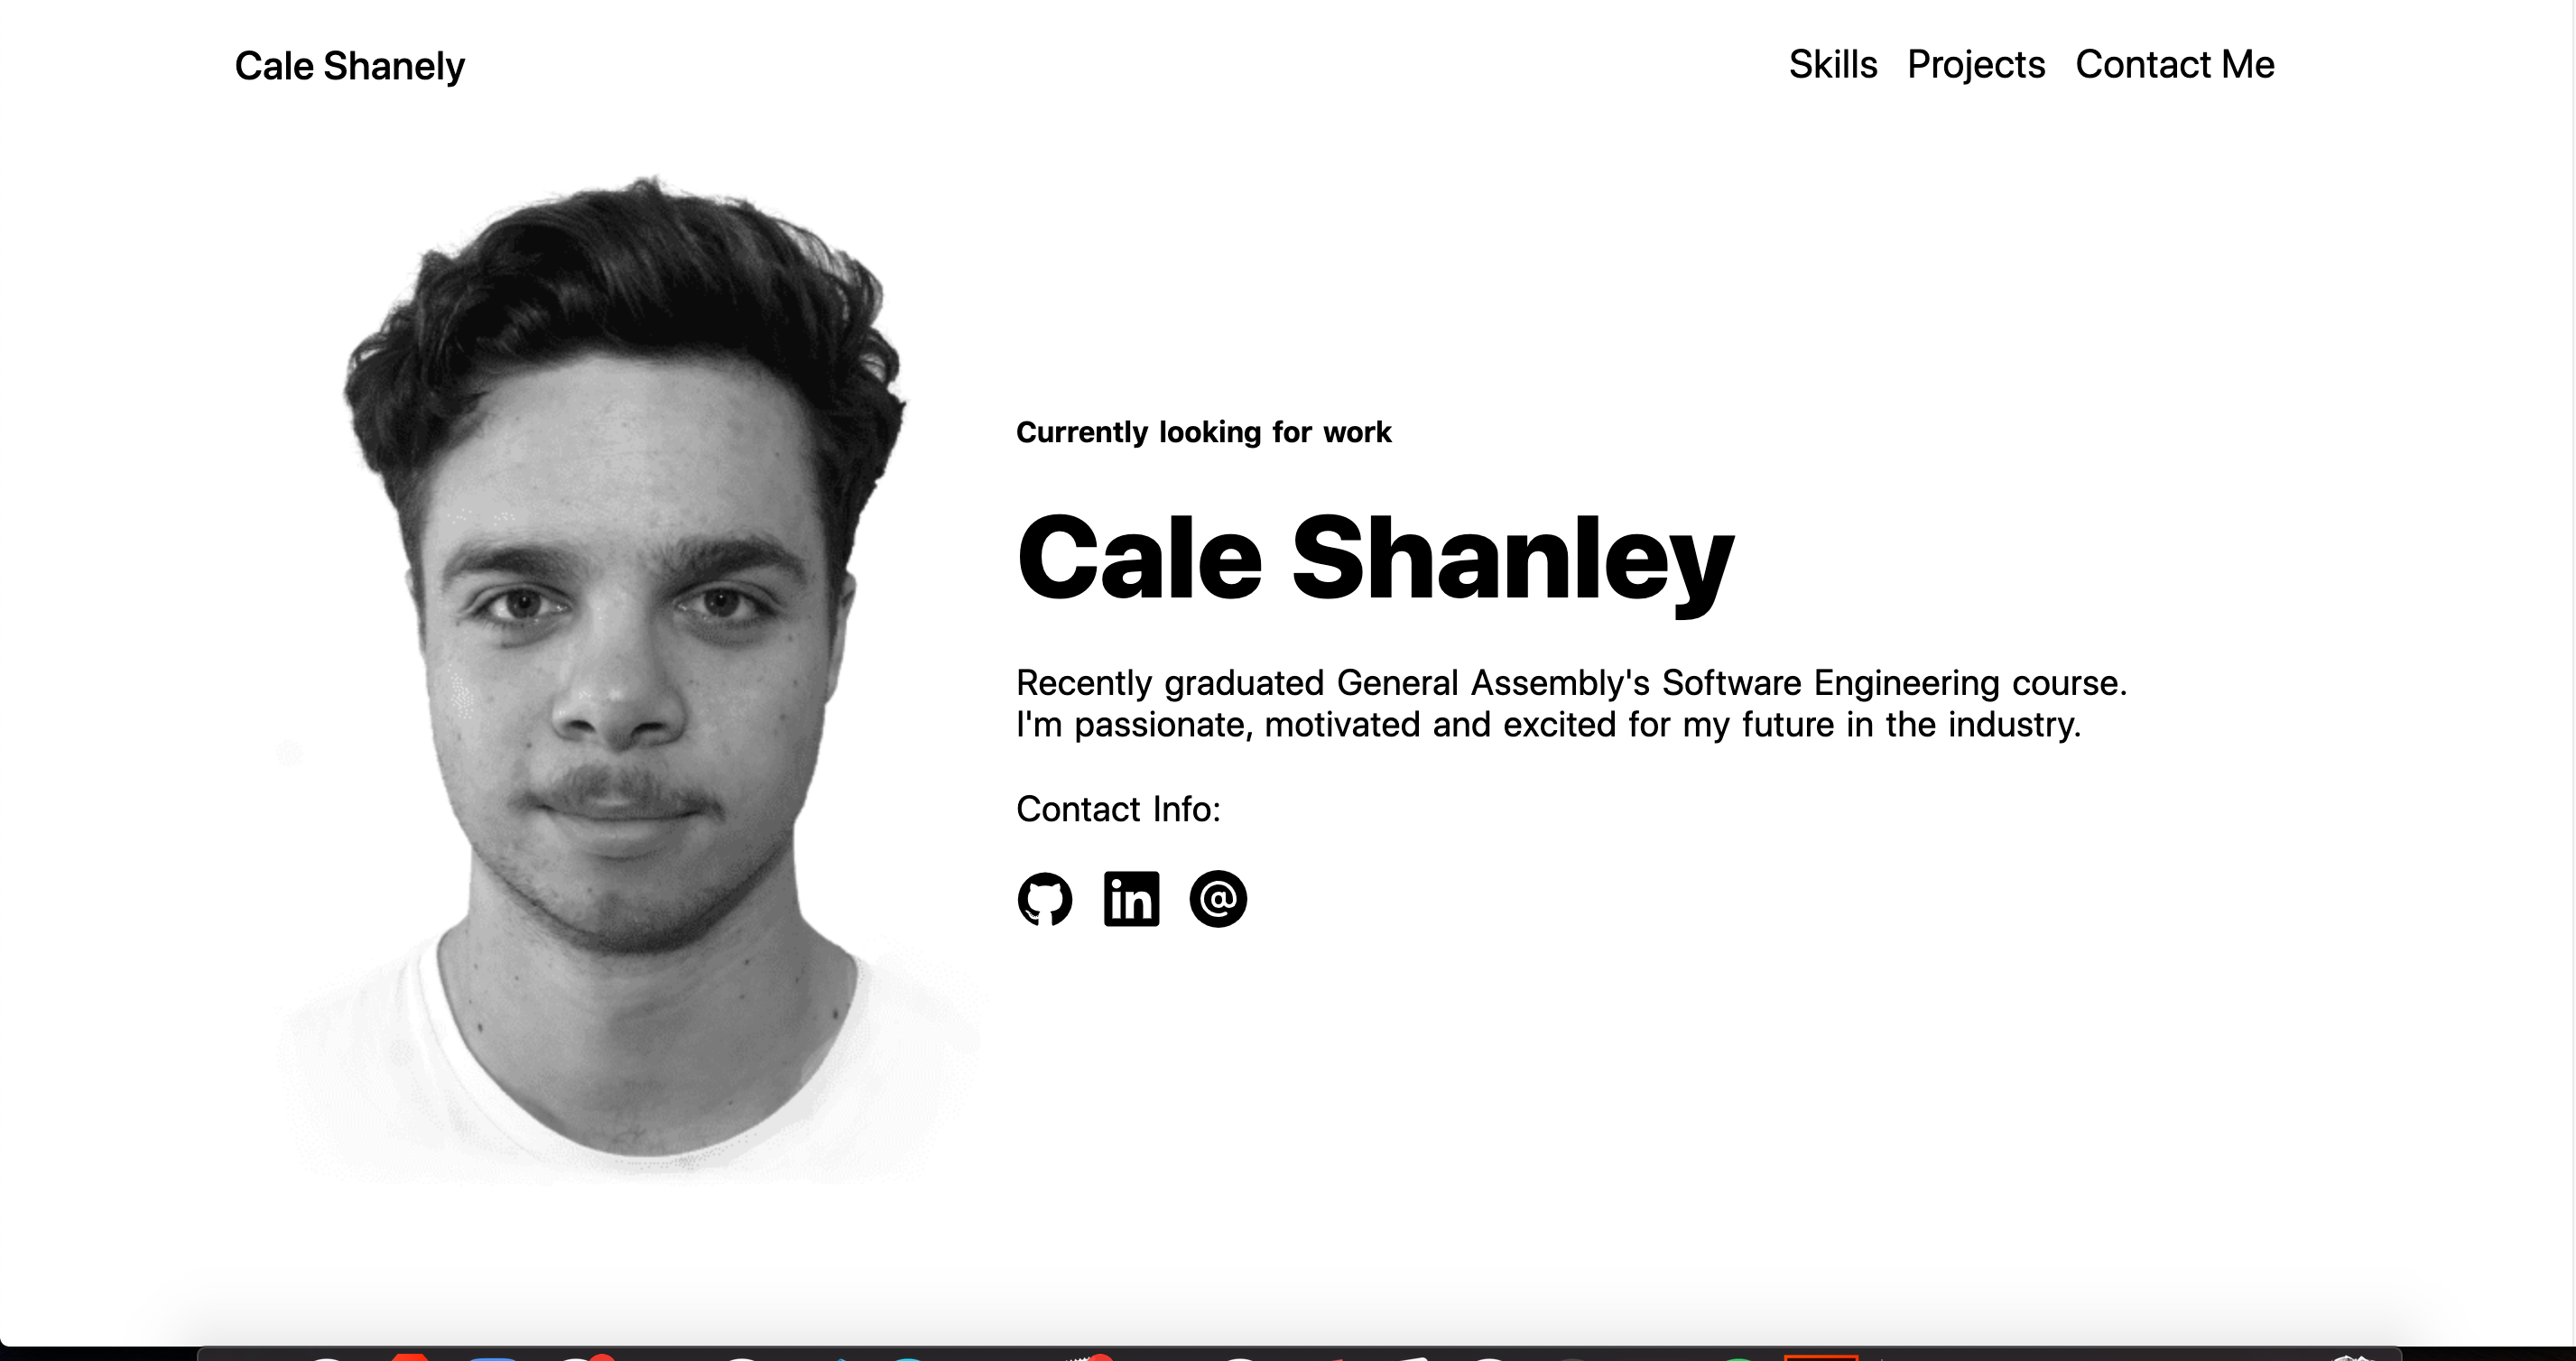 Cale Shanely
Skills Projects Contact Me
Currently looking for work
Cale Shanley
Recently graduated General Assembly's Software Engineering course.
I'm passionate, motivated and excited for my future in the industry.
Contact Info:
in @